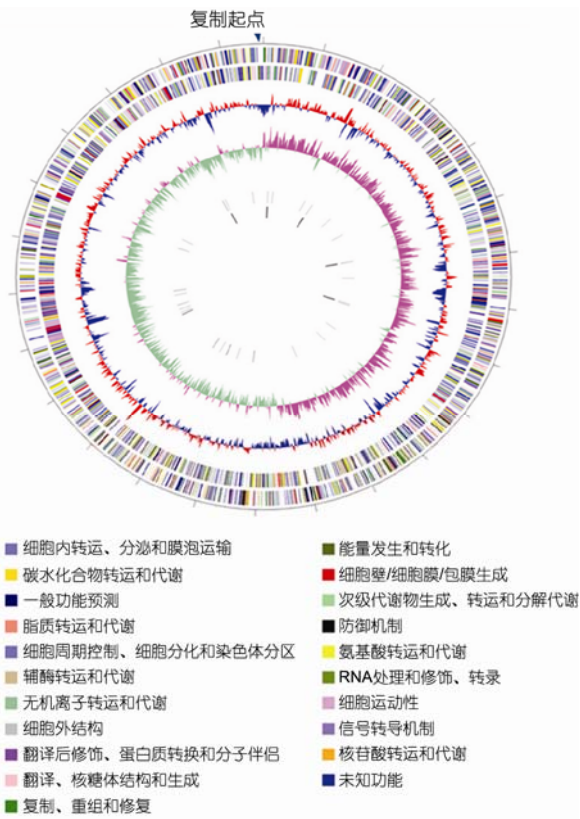 复制起点
细胞内转运、分泌和膜泡运输
碳水化合物转运和代谢
一般功能预测
脂质转运和代谢
细胞周期控制、细胞分化和染色体分区
辅酶转运和代谢
无机离子转运和代谢
细胞外结构
翻译后修饰、蛋白质转换和分子伴侣
翻译、核糖体结构和生成
复制、重组和修复
能量发生和转化
细胞壁/细胞膜/包膜生成
次级代谢物生成、转运和分解代谢
防御机制
氨基酸转运和代谢
RNA处理和修饰、转录
细胞运动性
信号转导机制
核苷酸转运和代谢
未知功能